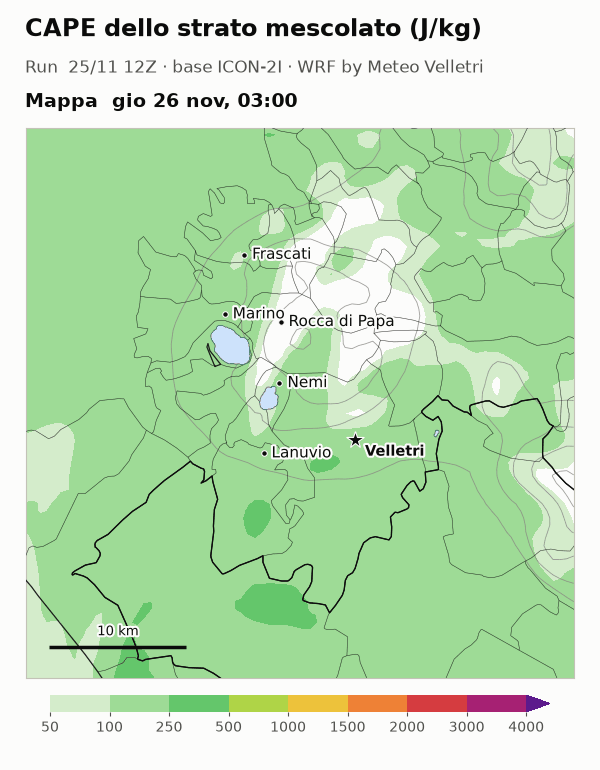 CAPE dello strato mescolato (J/kg)
Run  25/11 12Z · base ICON-2I · WRF by Meteo Velletri
Mappa  gio 26 nov, 03:00
Frascati
Marino
Rocca di Papa
Nemi
Velletri
Lanuvio
10 km
50 100 250 500 1000 1500 2000 3000 4000